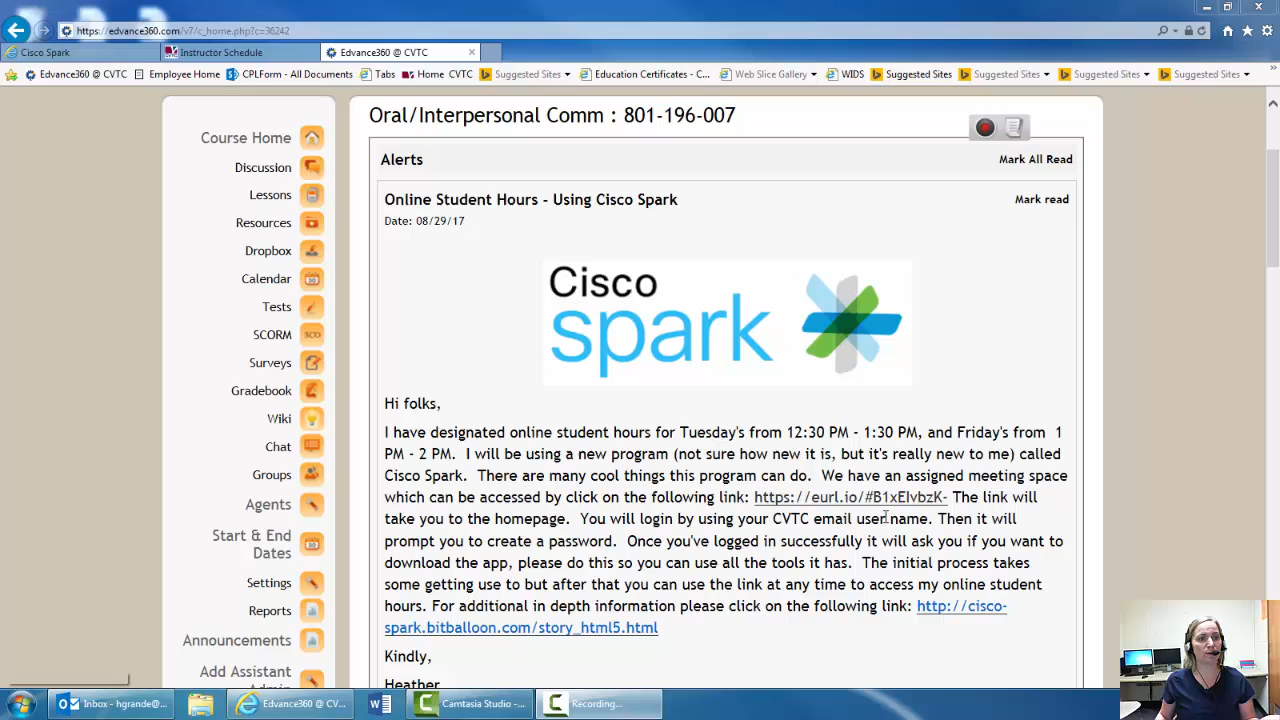 https://edvance360.com/v7/c_home.php?c=36242
Cisco Spark
Instructor Schedule
Edvance360 @ CVTC
Edvance360 @ CVTC
Employee Home
CPLForm - All Documents
Tabs
Home CVTC
Suggested Sites
Education Certificates - C...
Web Slice Gallery
WIDS
Suggested Sites
Suggested Sites
Suggested Sites
Suggested Sites
Course Home
Discussion
Lessons
Resources
Dropbox
Calendar
Tests
SCORM
SCO
Surveys
Gradebook
Wiki
Chat
Groups
Agents
Start & End
Dates
Settings
Reports
Announcements
Add Assistant
Oral/Interpersonal Comm : 801-196-007
Alerts
Mark All Read
Online Student Hours - Using Cisco Spark
Mark read
Date: 08/29/17
Cisco
spark
Hi folks,
I have designated online student hours for Tuesday's from 12:30 PM - 1:30 PM, and Friday's from 1
PM - 2 PM. I will be using a new program (not sure how new it is, but it's really new to me) called
Cisco Spark. There are many cool things this program can do. We have an assigned meeting space
which can be accessed by click on the following link: https://eurl.io/#B1xEIvbzK- The link will
take you to the homepage. You will login by using your CVTC email user name. Then it will
prompt you to create a password. Once you've logged in successfully it will ask you if you want to
download the app, please do this so you can use all the tools it has. The initial process takes
some getting use to but after that you can use the link at any time to access my online student
hours. For additional in depth information please click on the following link: http://cisco-
spark.bitballoon.com/story_html5.html
Kindly,
Heather
Inbox - hgrande@...
Edvance360 @ CV...
Camtasia Studio -...
Recording...